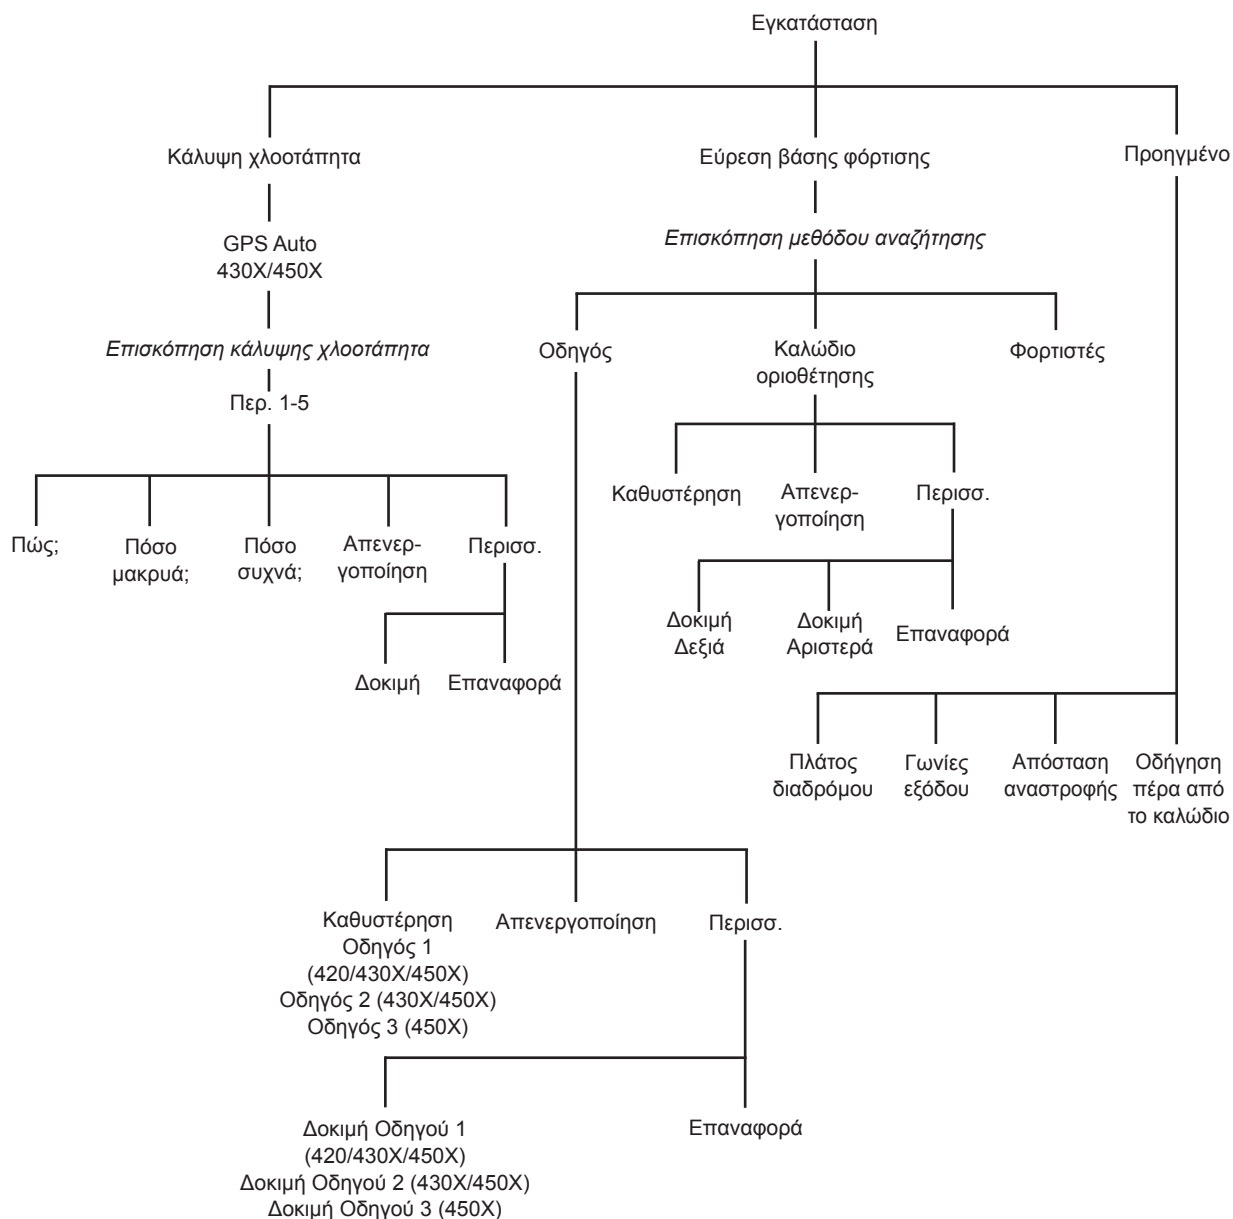 Εγκατάσταση
Κάλυψη χλοοτάπητα
Εύρεση βάσης φόρτισης
Προηγμένο
GPS Auto
430X/450X
Επισκόπηση μεθόδου αναζήτησης
Επισκόπηση κάλυψης χλοοτάπητα
Οδηγός
Καλώδιο
οριοθέτησης
Φορτιστές
Περ. 1-5
Καθυστέρηση
Απενερ-
γοποίηση
Περισσ.
Πώς;
Πόσο
μακρυά;
Πόσο
συχνά;
Απενερ-
γοποίηση
Περισσ.
Δοκιμή
Δεξιά
Δοκιμή
Αριστερά
Επαναφορά
Δοκιμή
Επαναφορά
Πλάτος
διαδρόμου
Γωνίες
εξόδου
Απόσταση
αναστροφής
Οδήγηση
πέρα από
το καλώδιο
Καθυστέρηση
Οδηγός 1
(420/430X/450X)
Οδηγός 2 (430X/450X)
Οδηγός 3 (450X)
Απενεργοποίηση
Περισσ.
Δοκιμή Οδηγού 1
(420/430X/450X)
Δοκιμή Οδηγού 2 (430X/450X)
Δοκιμή Οδηγού 3 (450X)
Επαναφορά